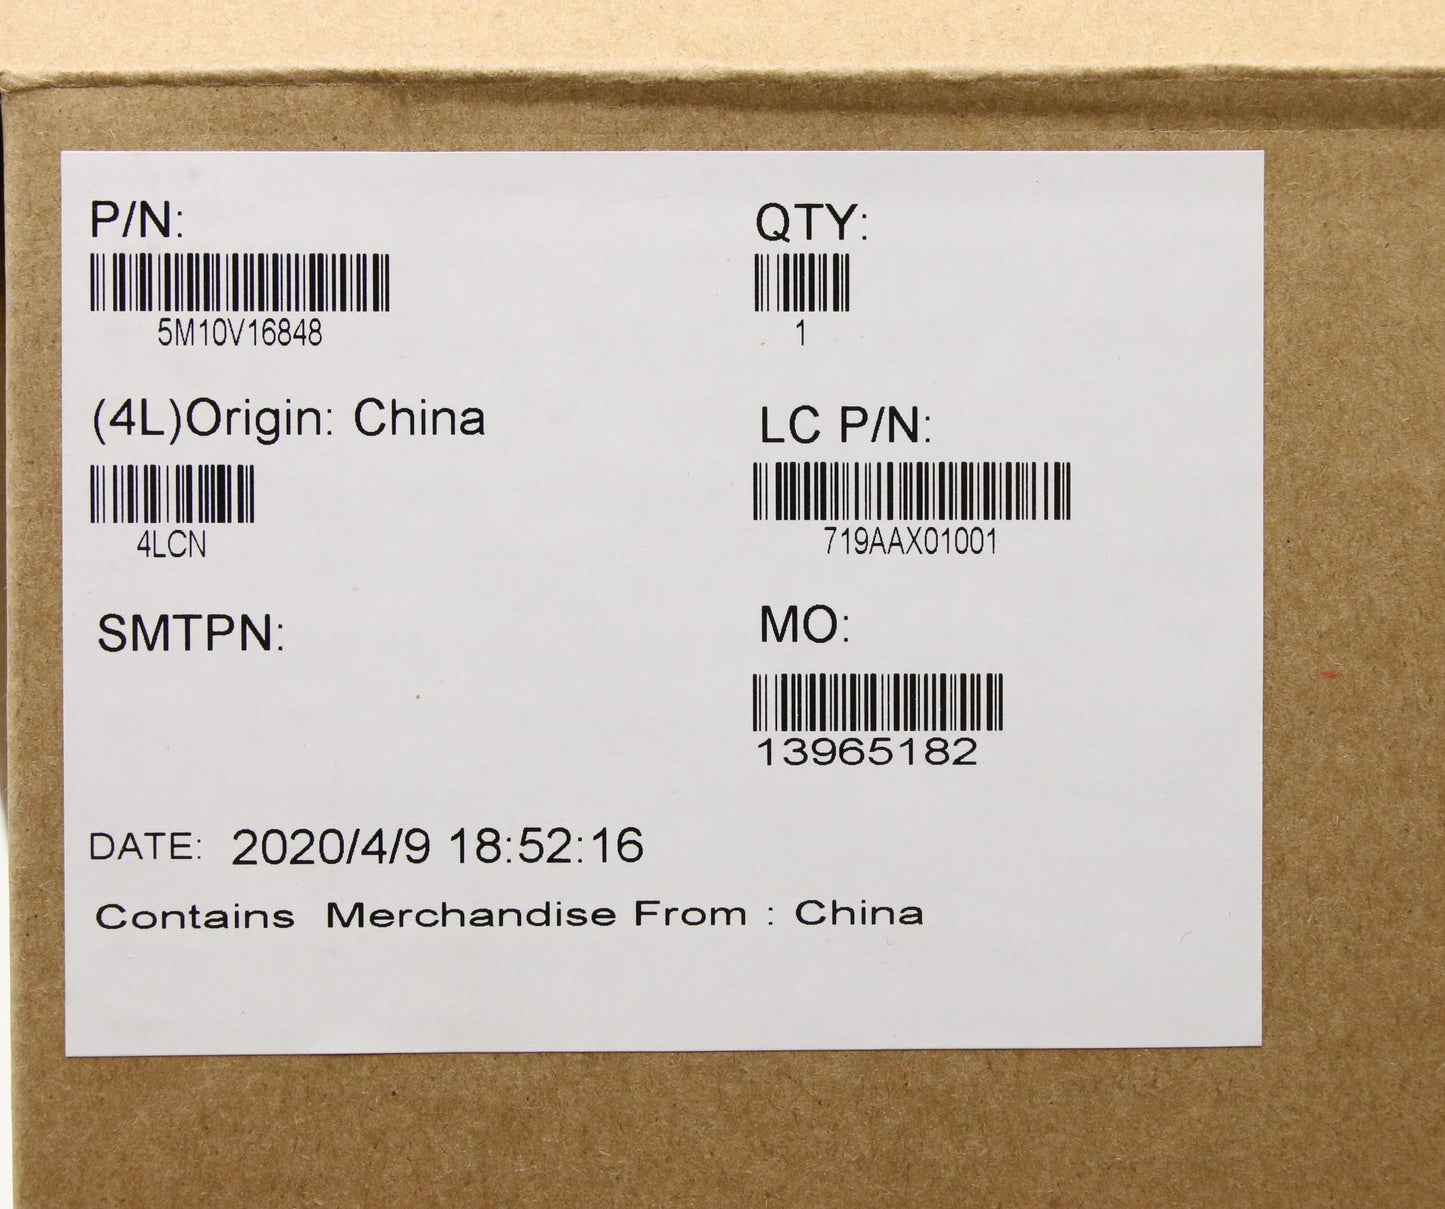 P/N:
5M10V16848
QTY:
1
(4L)Origin: China
4LCN
LC P/N:
719AAX01001
SMTPN:
MO:
13965182
DATE: 2020/4/9 18:52:16
Contains Merchandise From : China